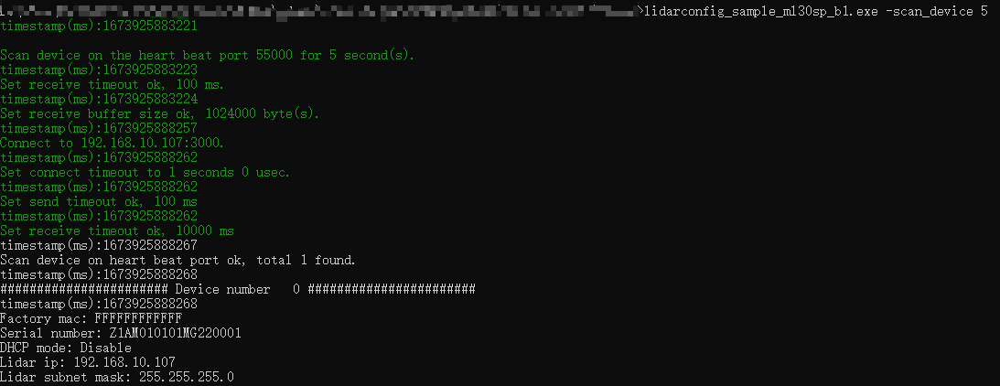 >lidarconfig_sample_ml30sp_b1.exe -scan_device 5
timestamp(ms):1673925883221
Scan device on the heart beat port 55000 for 5 second(s).
timestamp(ms):1673925883223
Set receive timeout ok, 100 ms.
timestamp(ms):1673925883224
Set receive buffer size ok, 1024000 byte(s).
timestamp(ms):1673925888257
Connect to 192.168.10.107:3000.
timestamp(ms):1673925888262
Set connect timeout to 1 seconds 0 usec.
timestamp(ms):1673925888262
Set send timeout ok, 100 ms
timestamp(ms):1673925888262
Set receive timeout ok, 10000 ms
timestamp(ms):1673925888267
Scan device on heart beat port ok, total 1 found.
timestamp(ms):1673925888268
####################### Device number   0 #######################
timestamp(ms):1673925888268
Factory mac: FFFFFFFFFFFF
Serial number: Z1AM010101MG220001
DHCP mode: Disable
Lidar ip: 192.168.10.107
Lidar subnet mask: 255.255.255.0